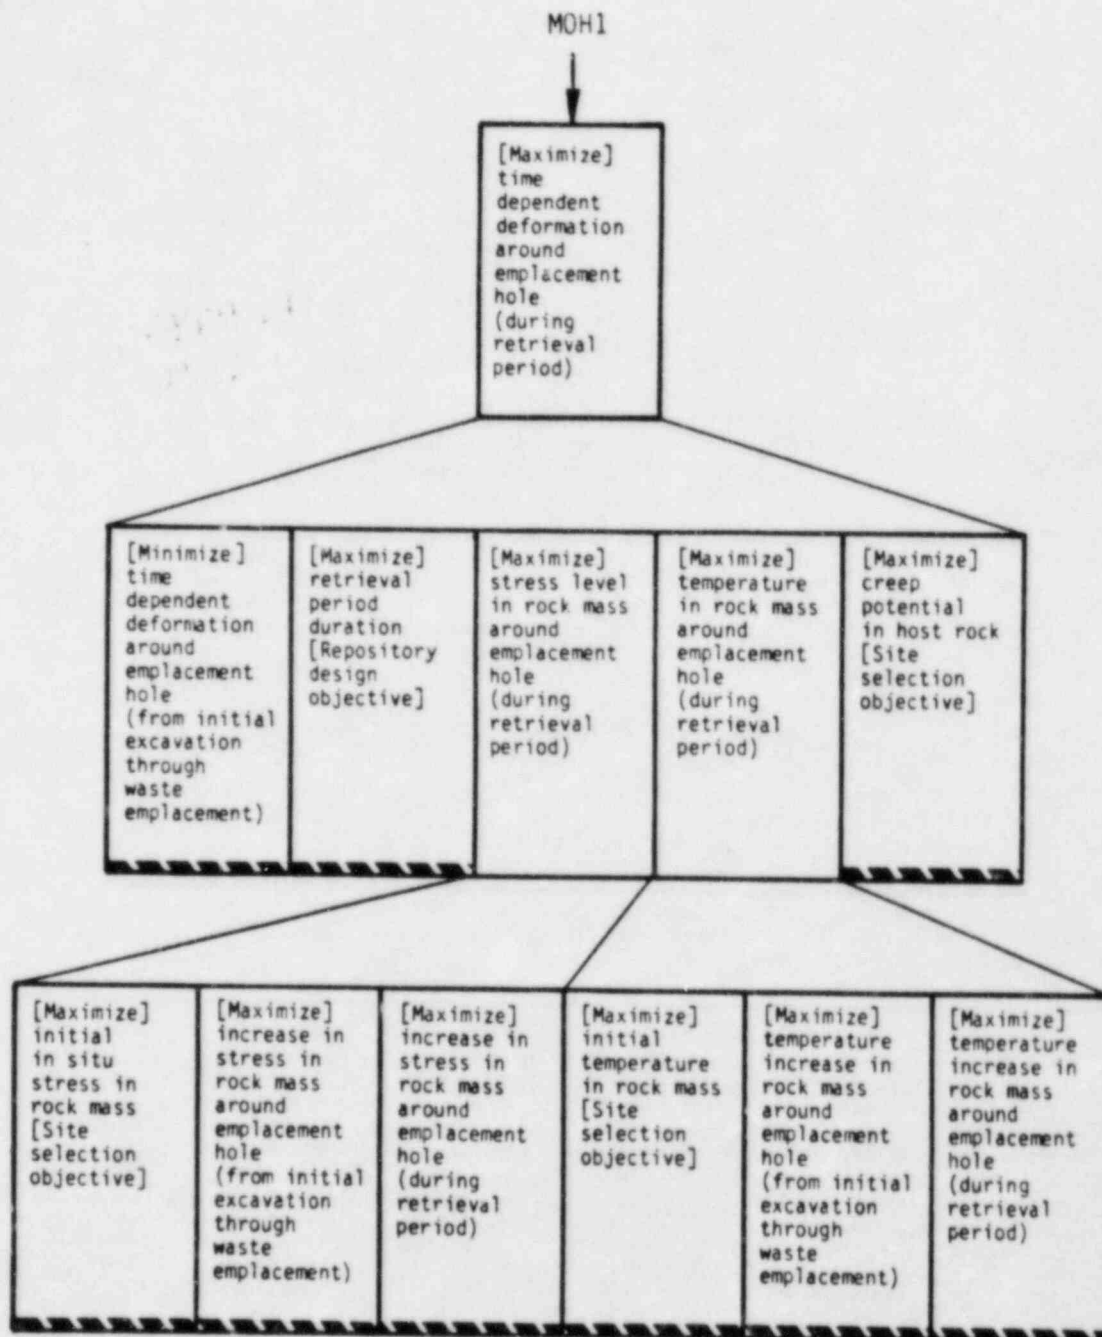 MOH1
[Maximize]
time
dependent
deformation
around
emplacement
hole
(during
retrieval
period)
[Minimize]
time
dependent
deformation
around
emplacement
hole
(from initial
excavation
through
waste
emplacement)
[Maximize]
retrieval
period
duration
[Repository
design
objective]
[Maximize]
stress level
in rock mass
around
emplacement
hole
(during
retrieval
period)
[Maximize]
temperature
in rock mass
around
emplacement
hole
(during
retrieval
period)
[Maximize]
creep
potential
in host rock
[Site
selection
objective]
[Maximize]
initial
in situ
stress in
rock mass
[Site
selection
objective]
[Maximize]
increase in
stress in
rock mass
around
emplacement
hole
(from initial
excavation
through
waste
emplacement)
[Maximize]
increase in
stress in
rock mass
around
emplacement
hole
(during
retrieval
period)
[Maximize]
initial
temperature
in rock mass
[Site
selection
objective]
[Maximize]
temperature
increase in
rock mass
around
emplacement
hole
(from initial
excavation
through
waste
emplacement)
[Maximize]
temperature
increase in
rock mass
around
emplacement
hole
(during
retrieval
period)